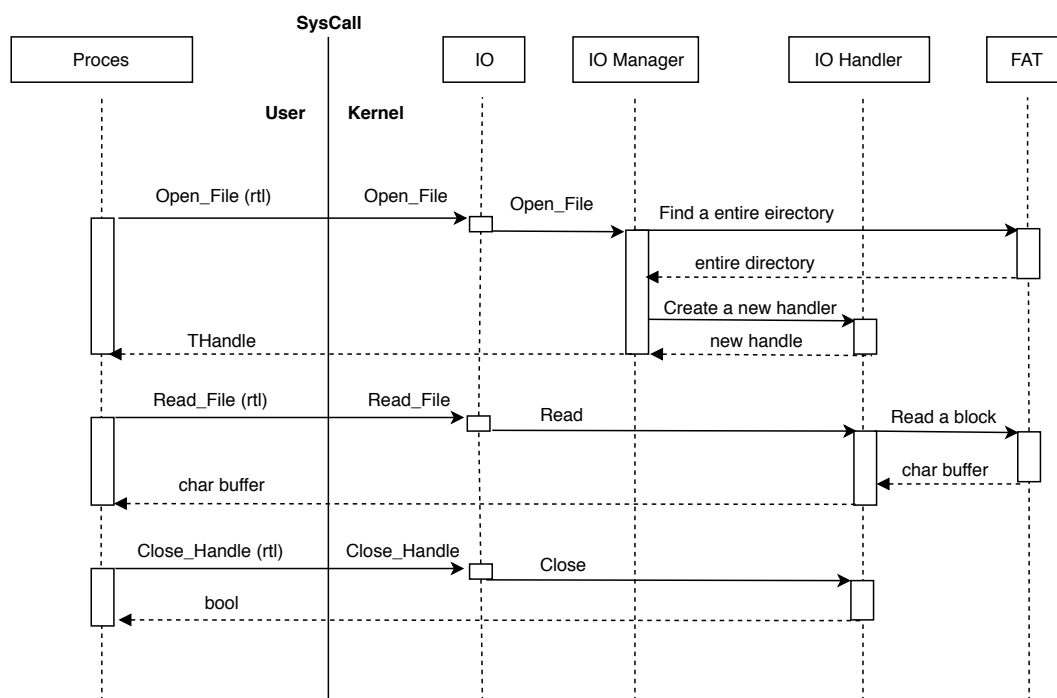 SysCall
Proces
IO
IO Manager
IO Handler
FAT
User
Kernel
Open_File (rtl)
Open_File
Open_File
Find a entire eirectory
entire directory
Create a new handler
THandle
new handle
Read_File (rtl)
Read_File
Read
Read a block
char buffer
char buffer
Close_Handle (rtl)
Close_Handle
Close
bool